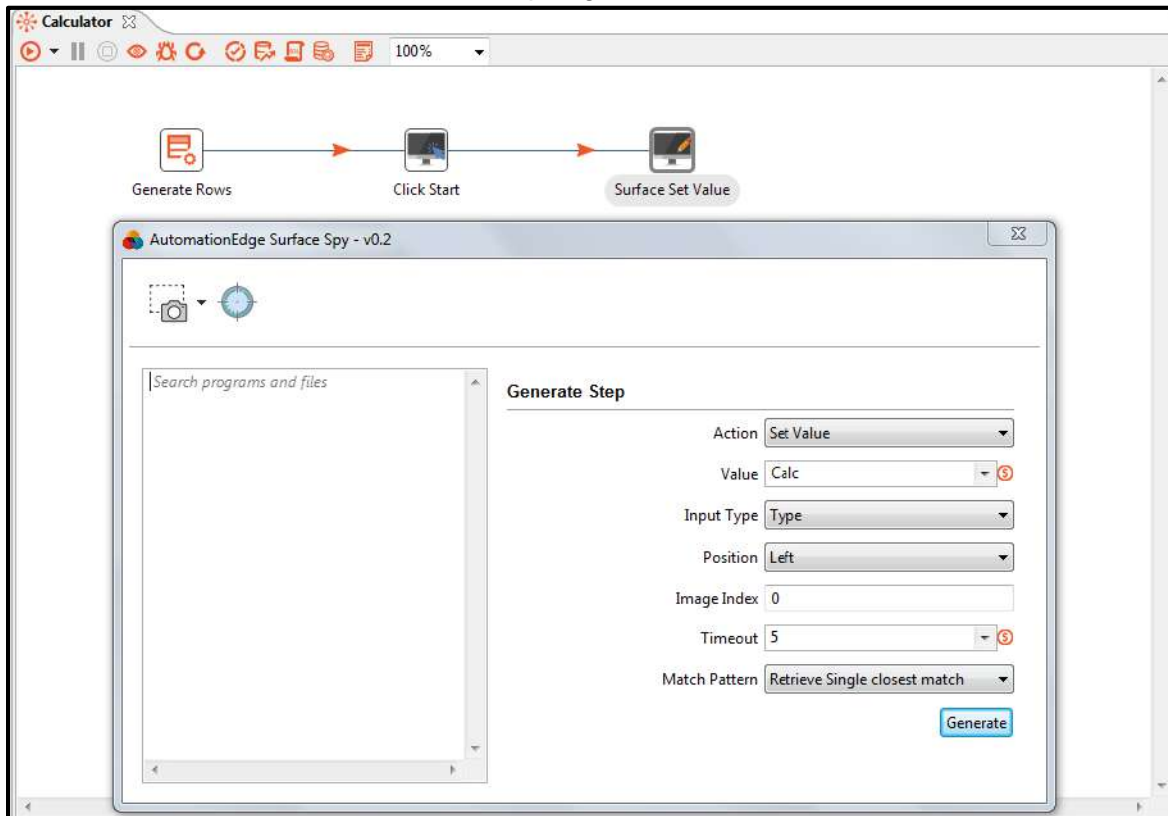 Calculator
100%
Generate Rows
Click Start
Surface Set Value
AutomationEdge Surface Spy - v0.2
Search programs and files
Generate Step
Action Set Value
Value Calc
Input Type Type
Position Left
Image Index 0
Timeout 5
Match Pattern Retrieve Single closest match
Generate